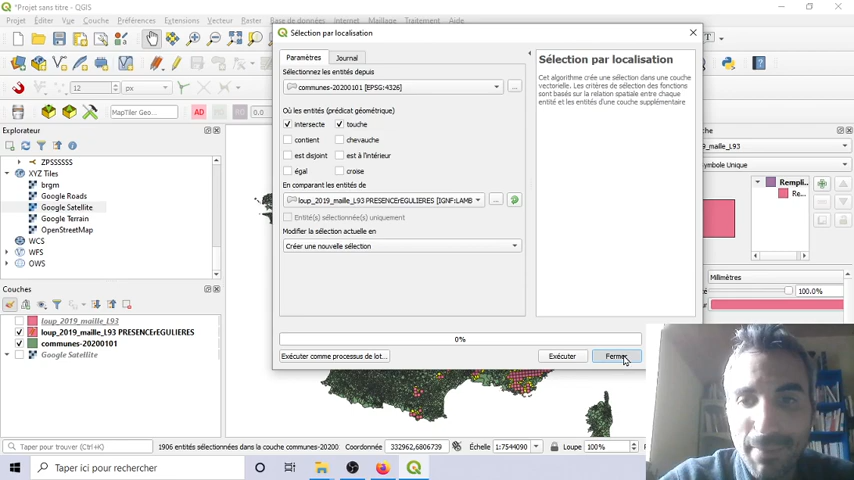 *Projet sans titre — QGIS
Projet Éditer Vue Couche Préférences Extensions Vecteur Raster Base de données Internet Maillage Traitement Aide
Sélection par localisation
Paramètres Journal
Sélectionnez les entités depuis
communes-20200101 [EPSG:4326]
Où les entités (prédicat géométrique)
intersecte touche
contient chevauche
est disjoint est à l'intérieur
égal croise
En comparant les entités de
loup_2019_maille_L93 PRESENCErEGULIERES [IGNF:LAMB
Entité(s) sélectionnée(s) uniquement
Modifier la sélection actuelle en
Créer une nouvelle sélection
0%
Exécuter comme processus de lot...
Exécuter
Fermer
Sélection par localisation
Cet algorithme crée une sélection dans une couche
vectorielle. Les critères de sélection des fonctions
sont basés sur la relation spatiale entre chaque
entité et les entités d'une couche supplémentaire
12 px
MapTiler Geo...
AD
0.0
Explorateur
ZPSSSSSS
XYZ Tiles
brgm
Google Roads
Google Satellite
Google Terrain
OpenStreetMap
WCS
WFS
OWS
Couches
loup_2019_maille_L93
loup_2019_maille_L93 PRESENCErEGULIERES
communes-20200101
Google Satellite
che
_maille_L93
ymbole Unique
Rempli...
Re...
Millimètres
100.0%
Taper pour trouver (Ctrl+K)
1906 entités sélectionnées dans la couche communes-20200
Coordonnée 332962,6806739
Échelle 1:7544090
Loupe 100%
Taper ici pour rechercher